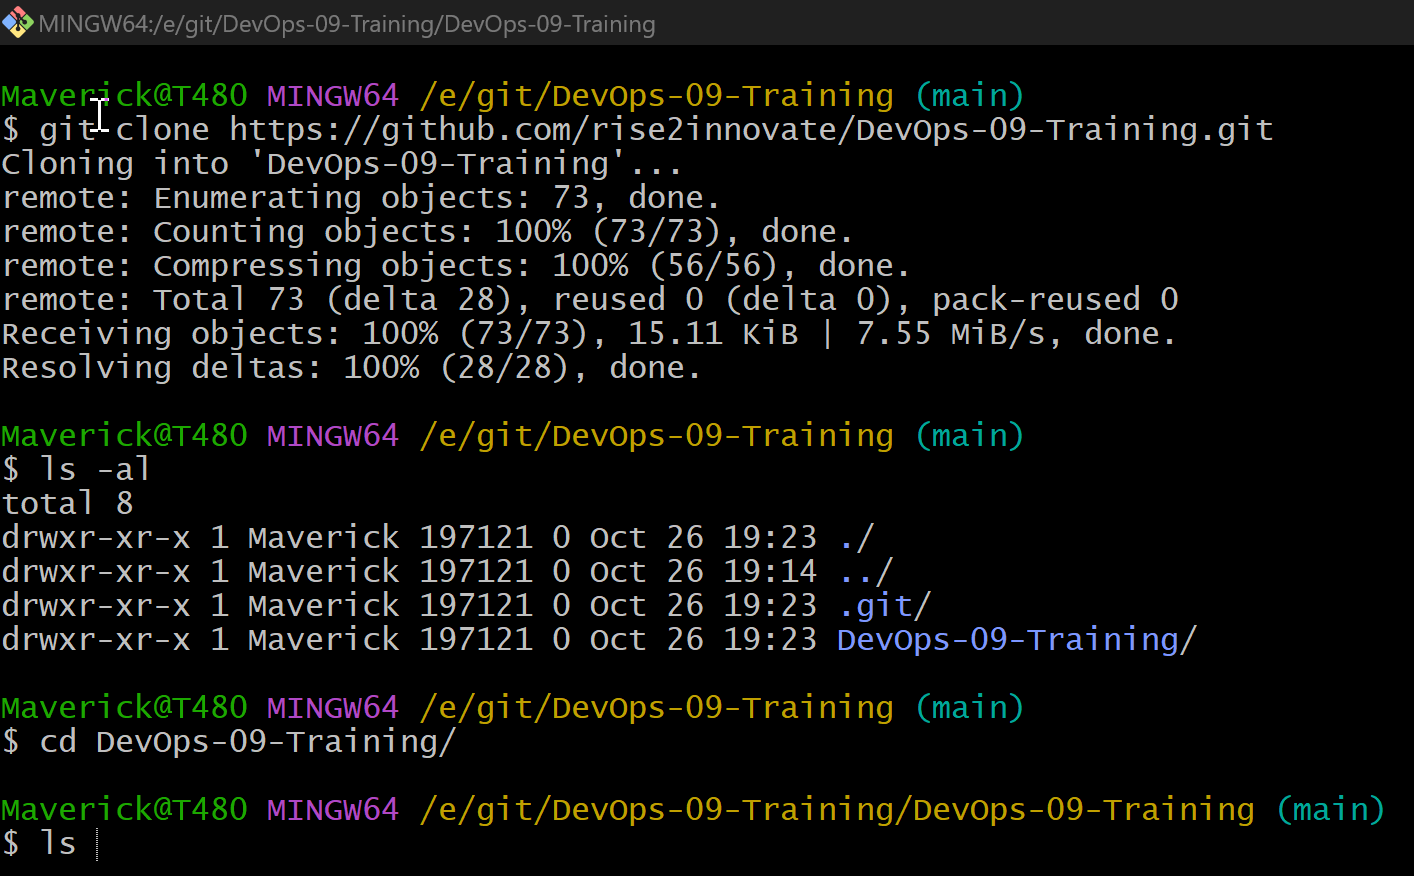 MINGW64:/e/git/DevOps-09-Training/DevOps-09-Training
Maverick@T480 MINGW64 /e/git/DevOps-09-Training (main)
$ git clone https://github.com/rise2innovate/DevOps-09-Training.git
Cloning into 'DevOps-09-Training'...
remote: Enumerating objects: 73, done.
remote: Counting objects: 100% (73/73), done.
remote: Compressing objects: 100% (56/56), done.
remote: Total 73 (delta 28), reused 0 (delta 0), pack-reused 0
Receiving objects: 100% (73/73), 15.11 KiB | 7.55 MiB/s, done.
Resolving deltas: 100% (28/28), done.
Maverick@T480 MINGW64 /e/git/DevOps-09-Training (main)
$ ls -al
total 8
drwxr-xr-x 1 Maverick 197121 0 Oct 26 19:23 ./
drwxr-xr-x 1 Maverick 197121 0 Oct 26 19:14 ../
drwxr-xr-x 1 Maverick 197121 0 Oct 26 19:23 .git/
drwxr-xr-x 1 Maverick 197121 0 Oct 26 19:23 DevOps-09-Training/
Maverick@T480 MINGW64 /e/git/DevOps-09-Training (main)
$ cd DevOps-09-Training/
Maverick@T480 MINGW64 /e/git/DevOps-09-Training/DevOps-09-Training (main)
$ ls